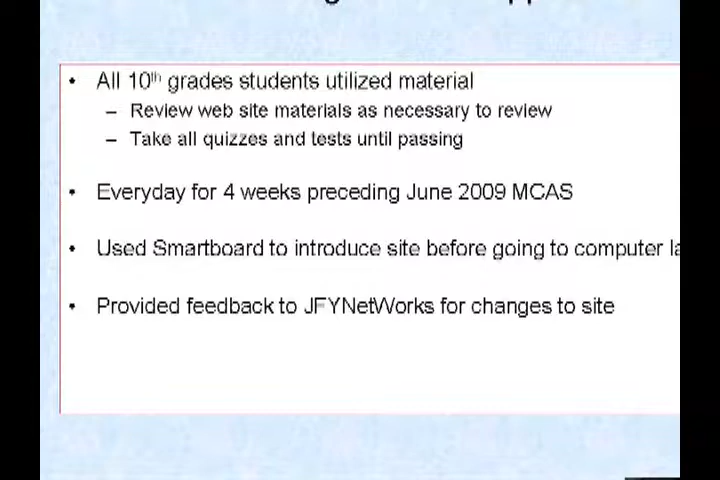 • All 10th grades students utilized material
– Review web site materials as necessary to review
– Take all quizzes and tests until passing
• Everyday for 4 weeks preceding June 2009 MCAS
• Used Smartboard to introduce site before going to computer
• Provided feedback to JFYNetWorks for changes to site